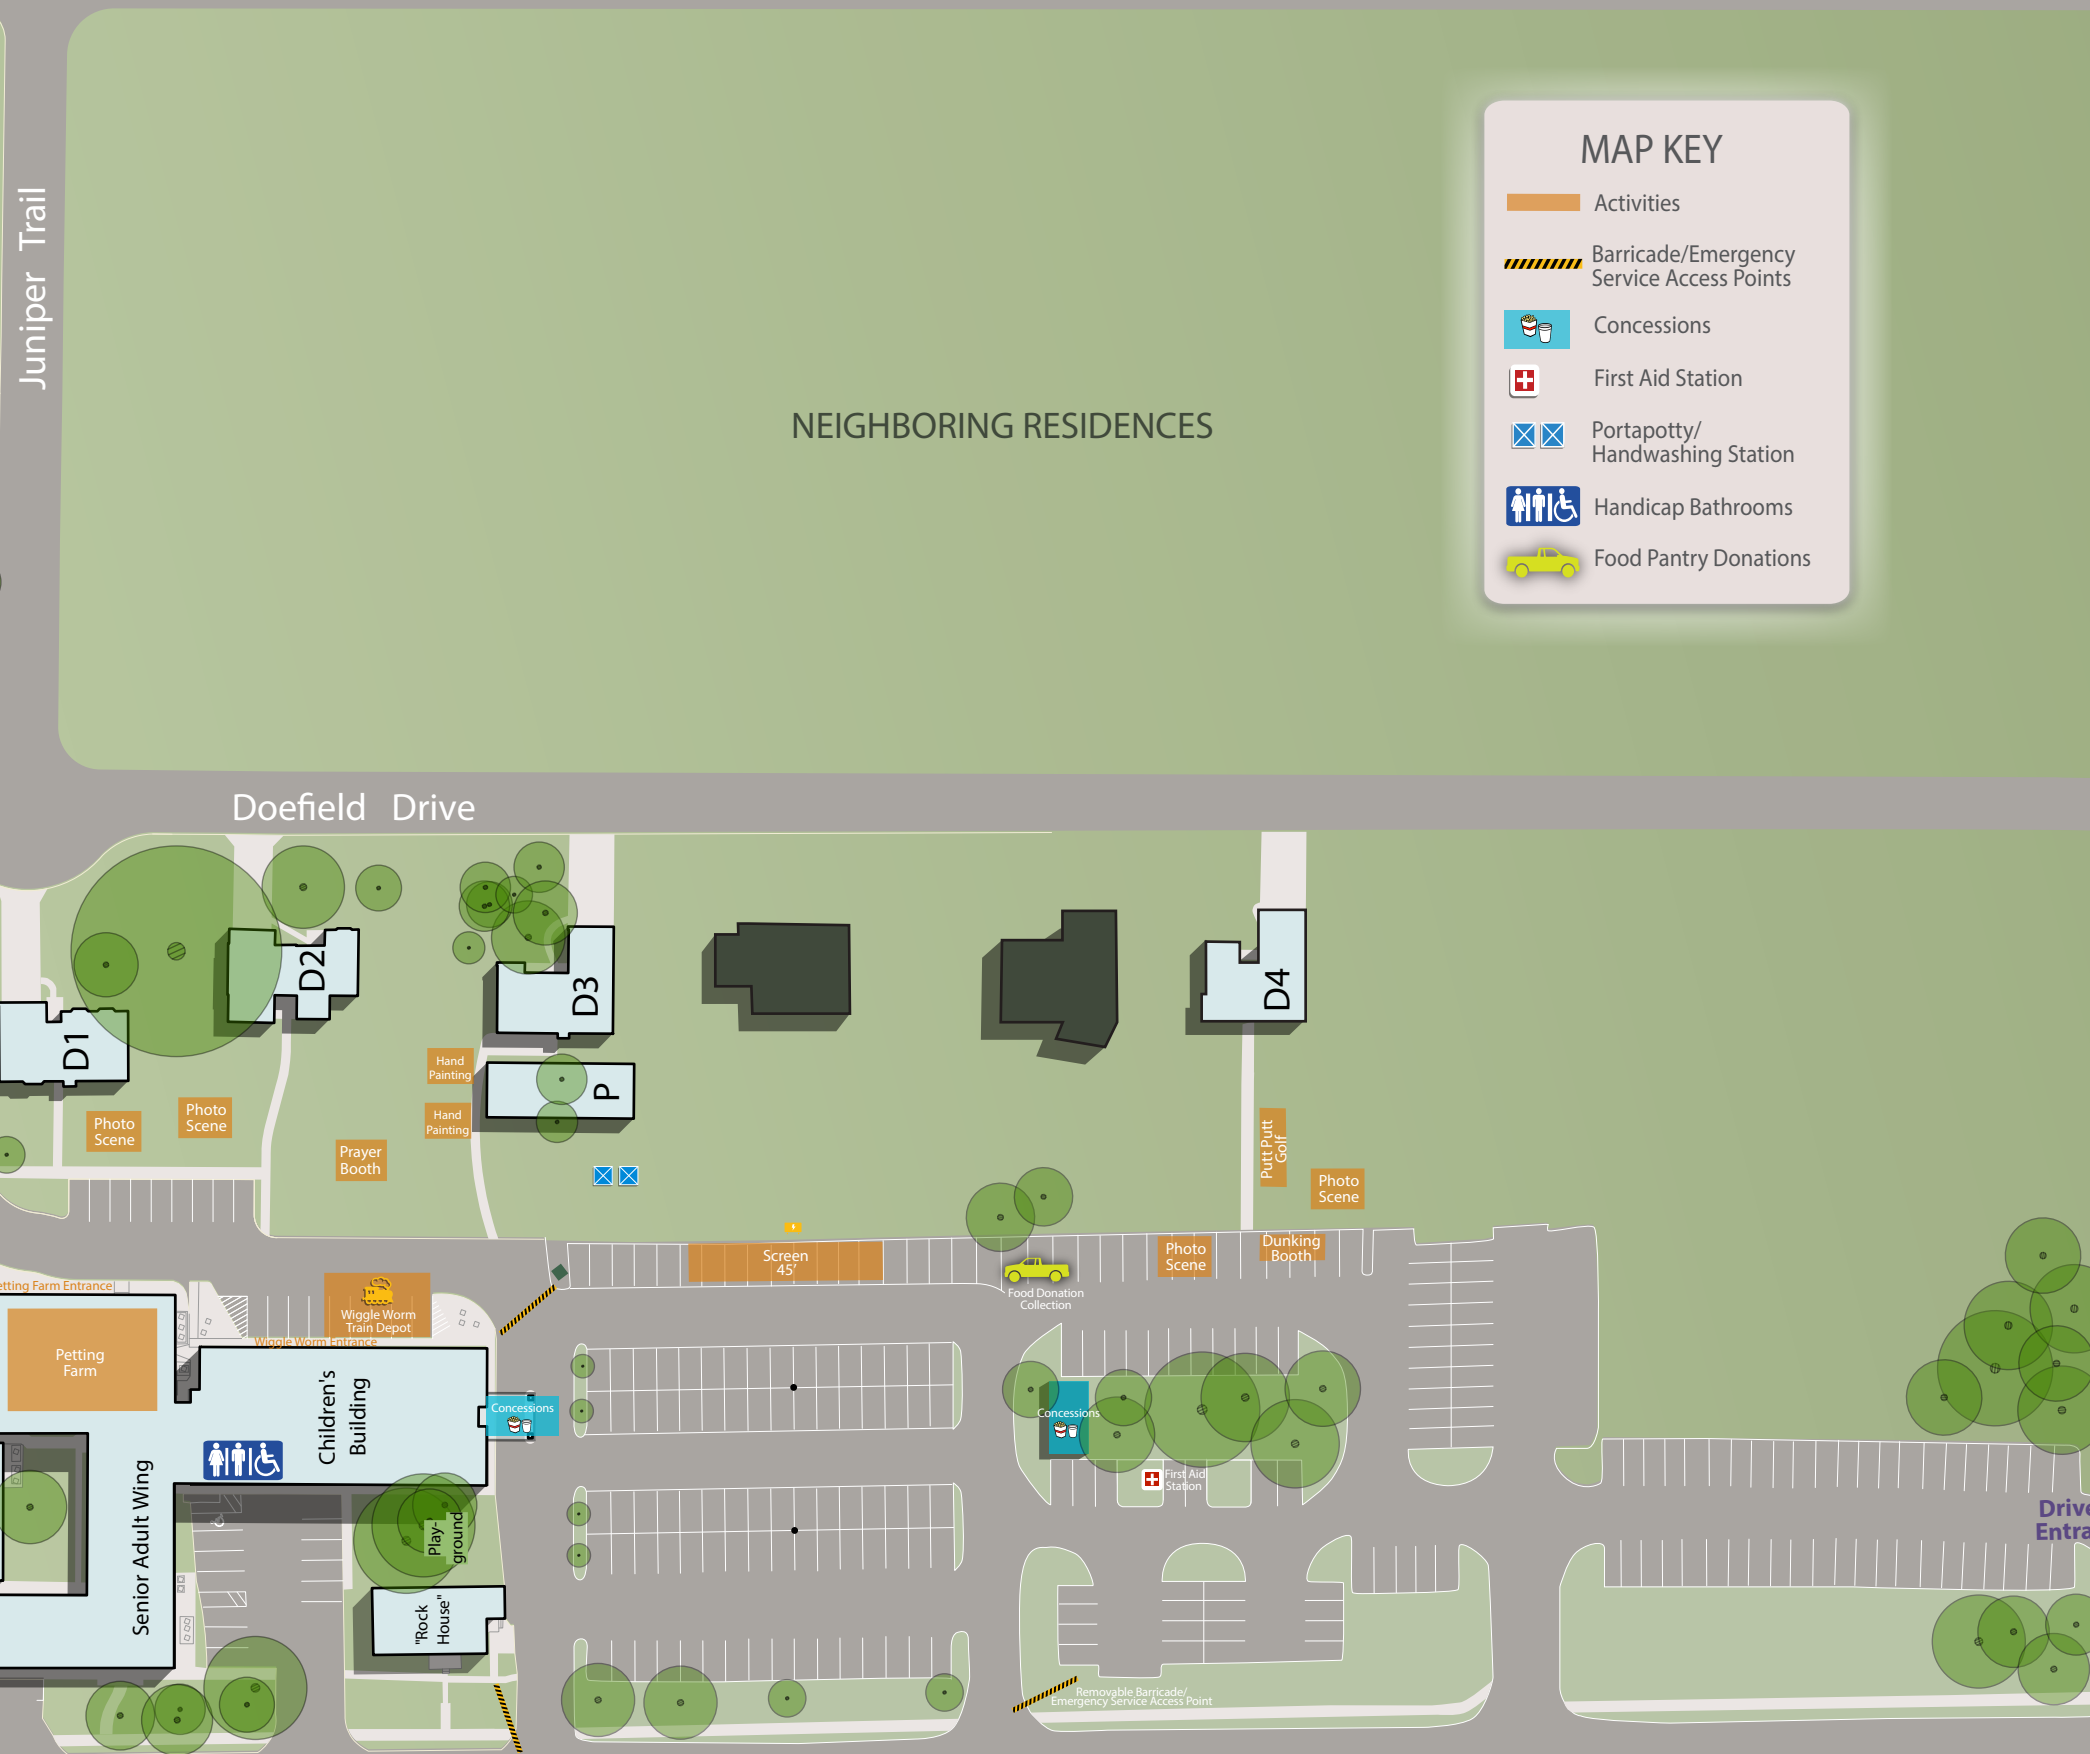 Juniper Trail
MAP KEY
Activities
Barricade/Emergency
Service Access Points
Concessions
First Aid Station
Portapotty/
Handwashing Station
Handicap Bathrooms
Food Pantry Donations
NEIGHBORING RESIDENCES
Doefield Drive
D1
D2
D3
D4
P
Hand
Painting
Hand
Painting
Photo
Scene
Photo
Scene
Prayer
Booth
Putt Putt
Golf
Photo
Scene
Screen
45'
Photo
Scene
Dunking
Booth
Food Donation
Collection
etting Farm Entrance
Wiggle Worm
Train Depot
Wiggle Worm Entrance
Petting
Farm
Children's
Building
Concessions
Concessions
First Aid
Station
Senior Adult Wing
Play-
ground
"Rock
House"
Drive
Entra
Removable Barricade/
Emergency Service Access Point